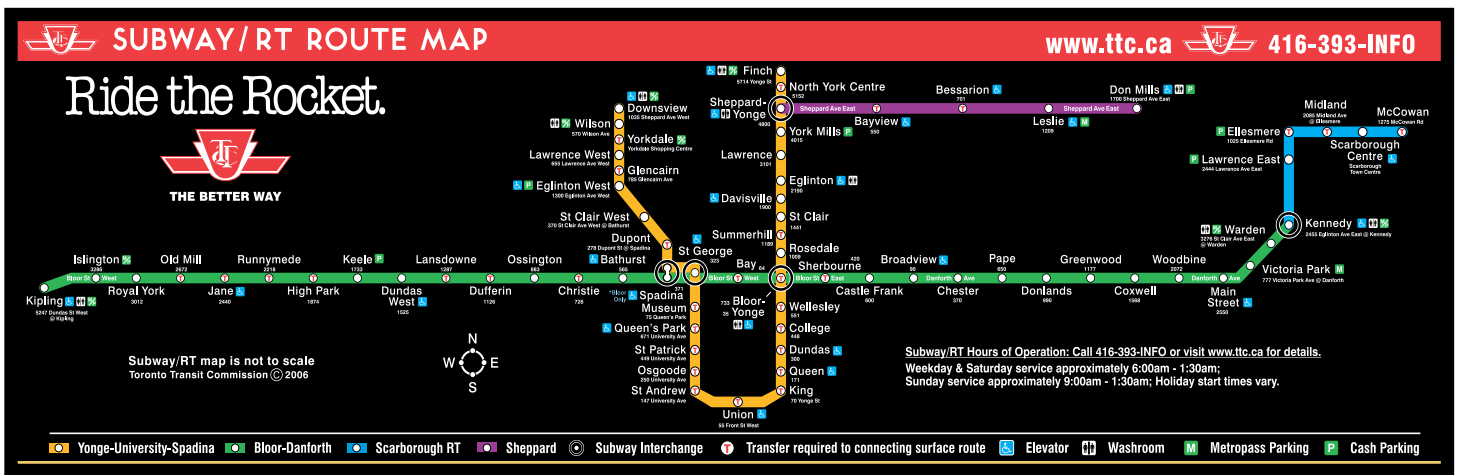 SUBWAY/RT ROUTE MAP
www.ttc.ca
416-393-INFO
Ride the Rocket.
THE BETTER WAY
Downsview
1035 Sheppard Ave West
Wilson
570 Wilson Ave
Yorkdale
Yorkdale Shopping Centre
Lawrence West
655 Lawrence Ave West
Glencairn
785 Glencairn Ave
Eglinton West
1300 Eglinton Ave West
St Clair West
370 St Clair Ave West @ Bathurst
Dupont
278 Dupont St @ Spadina
St George
323
Spadina
371
Museum
75 Queen's Park
Queen's Park
671 University Ave
St Patrick
449 University Ave
Osgoode
250 University Ave
St Andrew
147 University Ave
Union
55 Front St West
King
70 Yonge St
Queen
171
Dundas
300
College
448
Wellesley
551
Bloor-
Yonge
733
Rosedale
1009
Summerhill
1189
St Clair
1441
Davisville
1900
Eglinton
2190
Lawrence
3101
York Mills
4015
Sheppard-
Yonge
4800
North York Centre
5152
Finch
5714 Yonge St
Sheppard Ave East
Bayview
550
Bessarion
701
Leslie
1209
Sheppard Ave East
Don Mills
1700 Sheppard Ave East
Kipling
5247 Dundas St West
@ Kipling
Islington
3286
Bloor St West
Royal York
3012
Old Mill
2672
Jane
2440
Runnymede
2218
High Park
1874
Keele
1733
Dundas
West
1525
Lansdowne
1287
Dufferin
1126
Ossington
883
Christie
726
Bathurst
565
*Bloor
Only
Bloor St West
Bay
64
Sherbourne
420
Castle Frank
600
Broadview
90
Danforth Ave
Chester
370
Pape
650
Donlands
990
Greenwood
1177
Coxwell
1568
Woodbine
2072
Danforth Ave
Main
Street
2550
Victoria Park
777 Victoria Park Ave @ Danforth
Warden
3276 St Clair Ave East
@ Warden
Kennedy
2455 Eglinton Ave East @ Kennedy
Lawrence East
2444 Lawrence Ave East
Ellesmere
1025 Ellesmere Rd
Midland
2085 Midland Ave
@ Ellesmere
Scarborough
Centre
Scarborough
Town Centre
McCowan
1275 McCowan Rd
Subway/RT map is not to scale
Toronto Transit Commission © 2006
N
W E
S
Subway/RT Hours of Operation: Call 416-393-INFO or visit www.ttc.ca for details.
Weekday & Saturday service approximately 6:00am - 1:30am;
Sunday service approximately 9:00am - 1:30am; Holiday start times vary.
Yonge-University-Spadina
Bloor-Danforth
Scarborough RT
Sheppard
Subway Interchange
T Transfer required to connecting surface route
Elevator
Washroom
M Metropass Parking
P Cash Parking